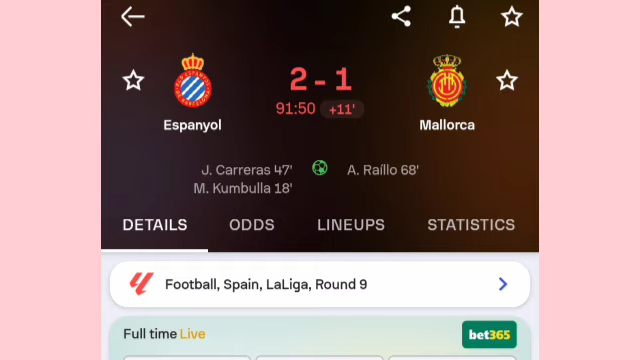 2 - 1
91:50 +11'
Espanyol
Mallorca
J. Carreras 47' A. Raíllo 68'
M. Kumbulla 18'
DETAILS ODDS LINEUPS STATISTICS
Football, Spain, LaLiga, Round 9
Full time Live bet365